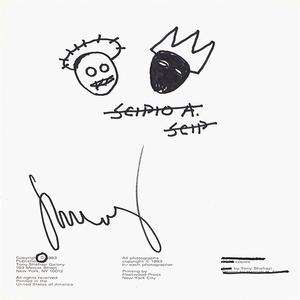 SCIPIO A.
SCIP
Copyright © 1983
Tony Shafrazi Gallery
163 Mercer Street
New York, NY 10012
All rights reserved
Printed in the
United States of America
All photographs
copyright © 1983
by each photographer
Printing by
Fleetwood Press
New York City
copies
by Tony Shafrazi